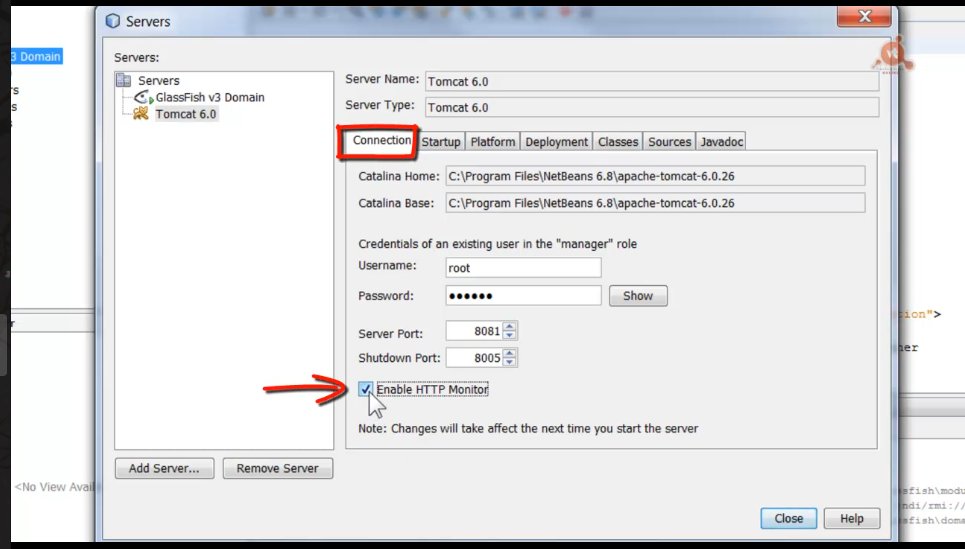 Servers
3 Domain
Servers:
Servers
GlassFish v3 Domain
Tomcat 6.0
Server Name: Tomcat 6.0
Server Type: Tomcat 6.0
Connection Startup Platform Deployment Classes Sources Javadoc
Catalina Home: C:\Program Files\NetBeans 6.8\apache-tomcat-6.0.26
Catalina Base: C:\Program Files\NetBeans 6.8\apache-tomcat-6.0.26
Credentials of an existing user in the "manager" role
Username: root
Password: ●●●●●●
Show
Server Port: 8081
Shutdown Port: 8005
Enable HTTP Monitor
Note: Changes will take affect the next time you start the server
Add Server... Remove Server
<No View Avail
Close Help
sion">
ner
ssfish\modu
ndi/rmi://
ssfish\doma